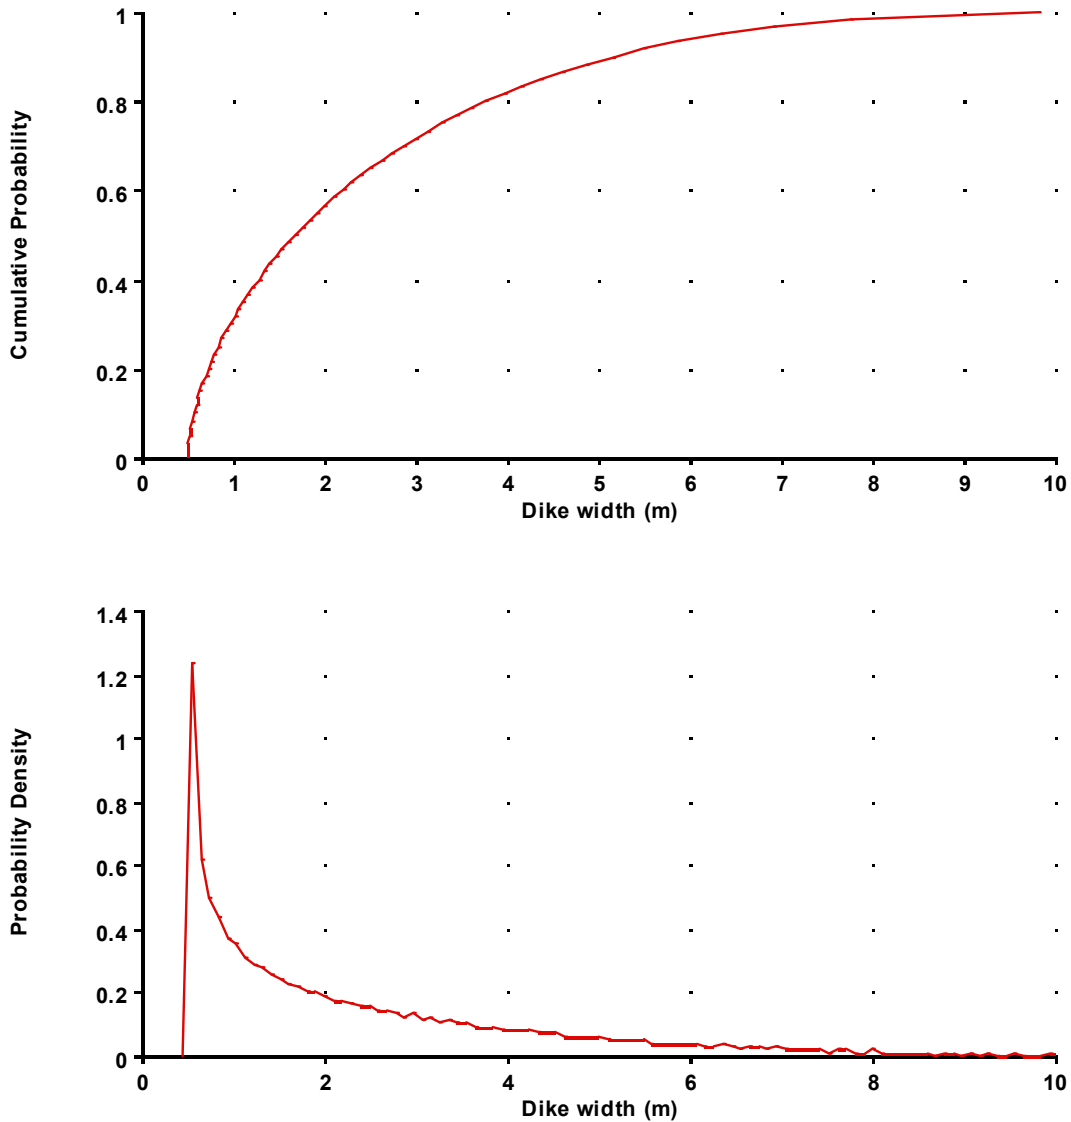 1
0.8
0.6
0.4
0.2
0
Cumulative Probability
0 1 2 3 4 5 6 7 8 9 10
Dike width (m)
1.4
1.2
1
0.8
0.6
0.4
0.2
0
Probability Density
0 2 4 6 8 10
Dike width (m)